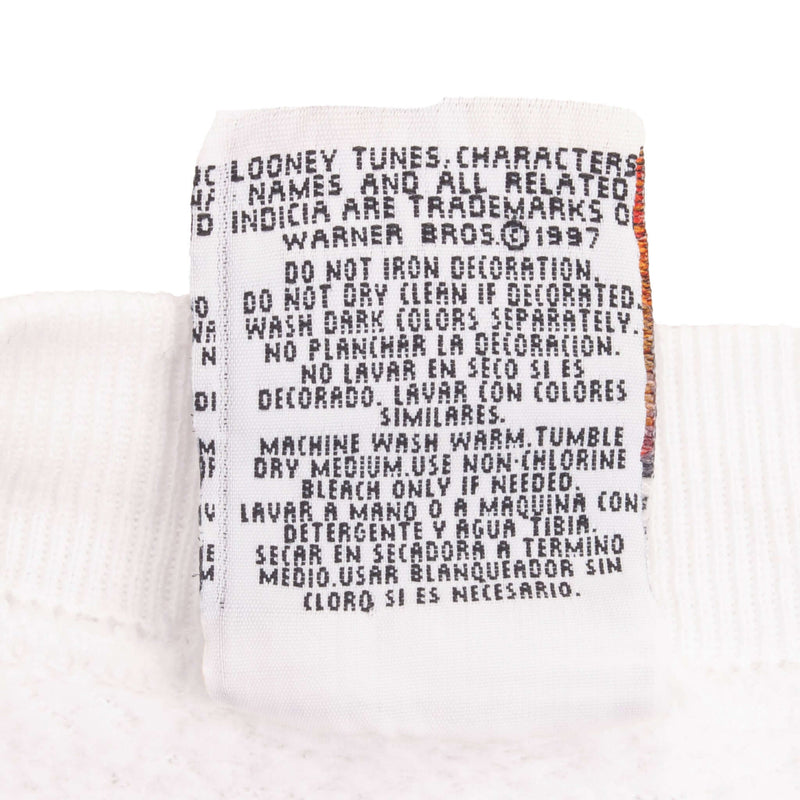 LOONEY TUNES, CHARACTERS
NAMES AND ALL RELATED
INDICIA ARE TRADEMARKS O
WARNER BROS.© 1997
DO NOT IRON DECORATION.
DO NOT DRY CLEAN IF DECORATED.
WASH DARK COLORS SEPARATELY.
NO PLANCHAR LA DECORACION.
NO LAVAR EN SECO SI ES
DECORADO. LAVAR CON COLORES
SIMILARES.
MACHINE WASH WARM.TUMBLE
DRY MEDIUM.USE NON-CHLORINE
BLEACH ONLY IF NEEDED.
LAVAR A MANO O A MAQUINA CON
DETERGENTE Y AGUA TIBIA.
SECAR EN SECADORA A TERMINO
MEDIO.USAR BLANQUEADOR SIN
CLORO SI ES NECESARIO.